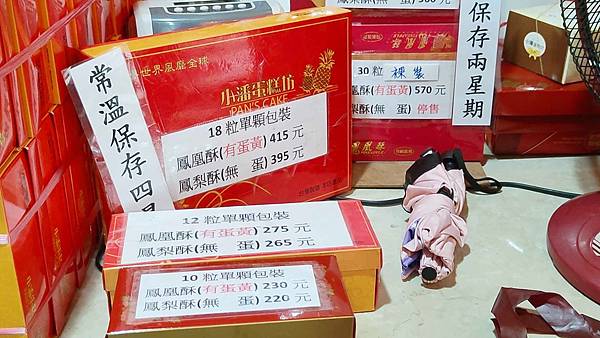 世界風靡全球
小潘蛋糕坊
PAN'S CAKE
18 粒單顆包裝
鳳凰酥(有蛋黃) 415 元
鳳梨酥(無 蛋) 395 元
常溫保存四星
12 粒單顆包裝
鳳凰酥(有蛋黃) 275 元
鳳梨酥(無 蛋) 265 元
10 粒單顆包裝
鳳凰酥(有蛋黃) 230 元
鳳梨酥(無 蛋) 220 元
30 粒 裸裝
鳳凰酥(有蛋黃) 570 元
鳳梨酥(無 蛋) 停售
保存兩星期